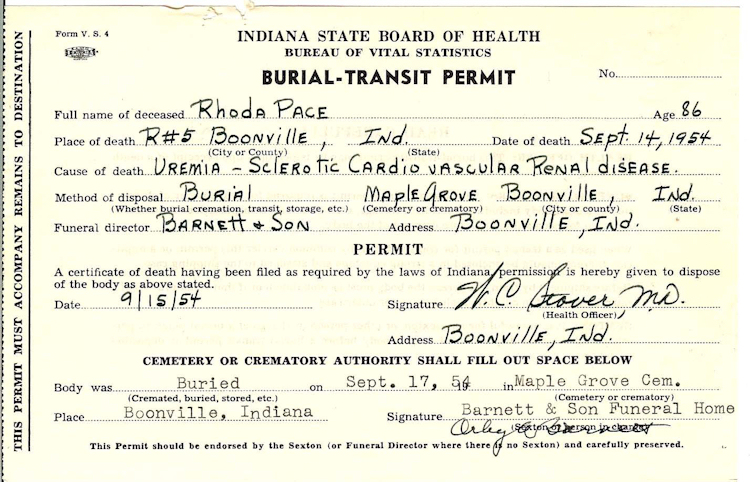 Form V. S. 4
INDIANA STATE BOARD OF HEALTH
BUREAU OF VITAL STATISTICS
BURIAL-TRANSIT PERMIT
No.
Full name of deceased Rhoda Pace Age 86
Place of death R#5 Boonville, Ind. Date of death Sept. 14, 1954
(City or County) (State)
Cause of death Uremia - Sclerotic Cardio vascular Renal disease.
Method of disposal Burial Maple Grove Boonville, Ind.
(Whether burial cremation, transit, storage, etc.) (Cemetery or crematory) (City or county) (State)
Funeral director Barnett & Son Address Boonville, Ind.
PERMIT
A certificate of death having been filed as required by the laws of Indiana, permission is hereby given to dispose
of the body as above stated.
Date 9/15/54 Signature W. C. Stover MD.
(Health Officer)
Address Boonville, Ind.
CEMETERY OR CREMATORY AUTHORITY SHALL FILL OUT SPACE BELOW
Body was Buried on Sept. 17, 54 in Maple Grove Cem.
(Cremated, buried, stored, etc.) (Cemetery or crematory)
Place Boonville, Indiana Signature Barnett & Son Funeral Home
(Sexton or person in charge)
This Permit should be endorsed by the Sexton (or Funeral Director where there is no Sexton) and carefully preserved.
THIS PERMIT MUST ACCOMPANY REMAINS TO DESTINATION